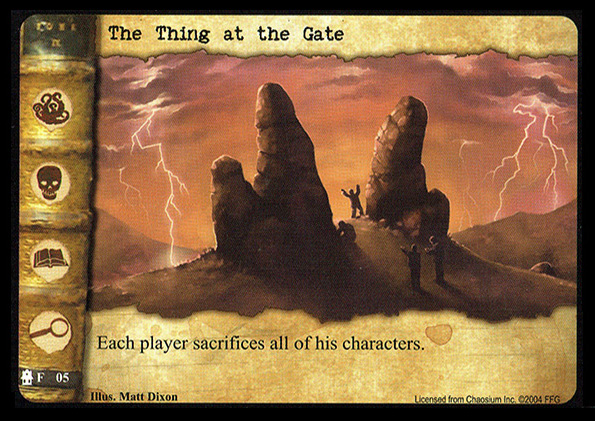 The Thing at the Gate
Each player sacrifices all of his characters.
F 05
Illus. Matt Dixon
Licensed from Chaosium Inc. ©2004 FFG